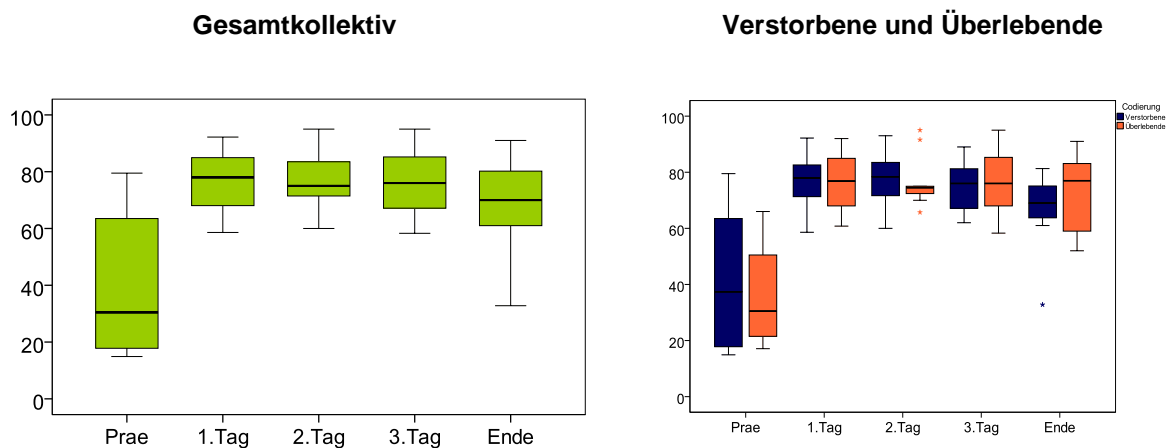 Gesamtkollektiv
100
80
60
40
20
0
Prae 1.Tag 2.Tag 3.Tag Ende
Verstorbene und Überlebende
Codierung
Verstorbene
Überlebende
100
80
60
40
20
0
Prae 1.Tag 2.Tag 3.Tag Ende